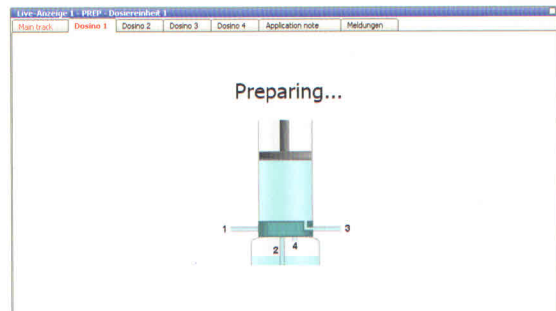 Live-Anzeige 1 - PREP - Dosiereinheit 1
Main track Dosino 1 Dosino 2 Dosino 3 Dosino 4 Application note Meldungen
Preparing...
1 3
2 4